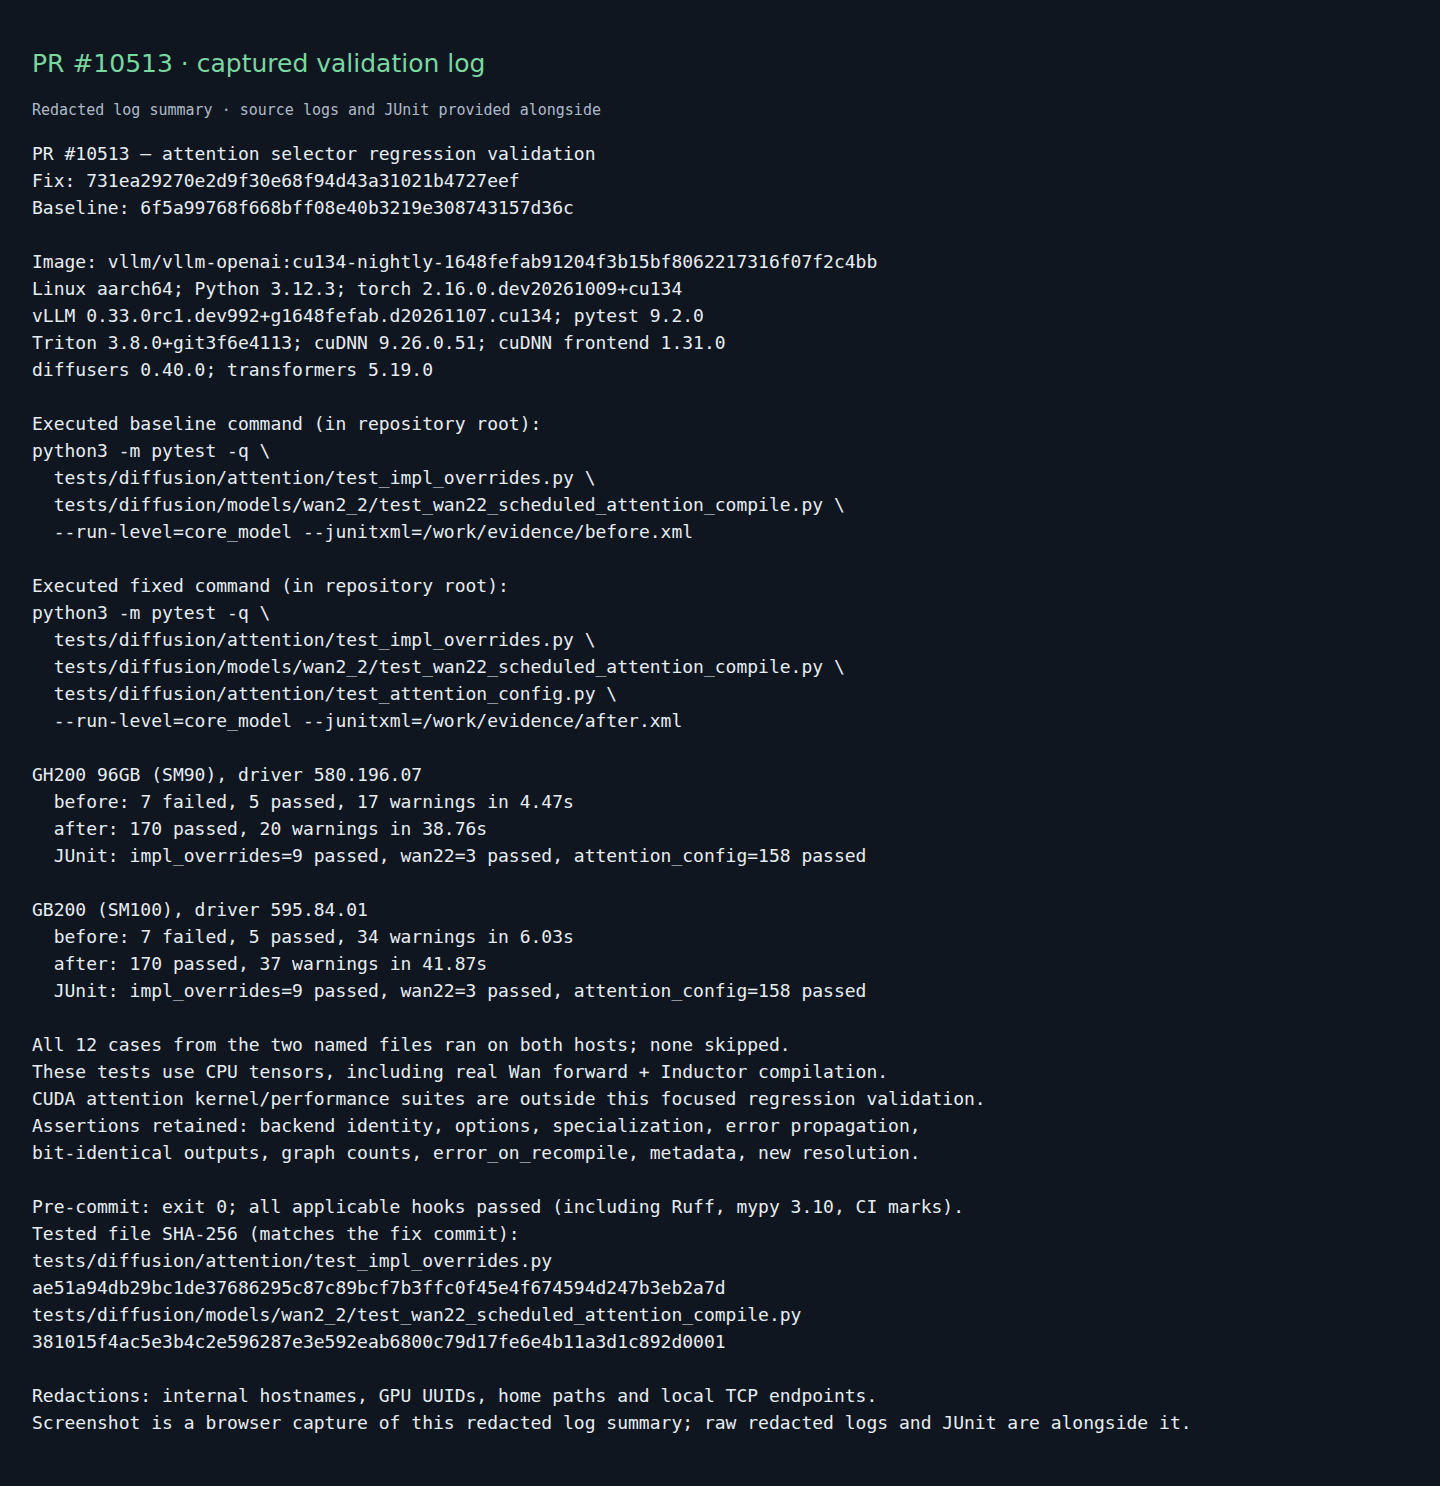 PR #10513 · captured validation log
Redacted log summary · source logs and JUnit provided alongside
PR #10513 — attention selector regression validation
Fix: 731ea29270e2d9f30e68f94d43a31021b4727eef
Baseline: 6f5a99768f668bff08e40b3219e308743157d36c
Image: vllm/vllm-openai:cu134-nightly-1648fefab91204f3b15bf8062217316f07f2c4bb
Linux aarch64; Python 3.12.3; torch 2.16.0.dev20261009+cu134
vLLM 0.33.0rc1.dev992+g1648fefab.d20261107.cu134; pytest 9.2.0
Triton 3.8.0+git3f6e4113; cuDNN 9.26.0.51; cuDNN frontend 1.31.0
diffusers 0.40.0; transformers 5.19.0
Executed baseline command (in repository root):
python3 -m pytest -q \
  tests/diffusion/attention/test_impl_overrides.py \
  tests/diffusion/models/wan2_2/test_wan22_scheduled_attention_compile.py \
  --run-level=core_model --junitxml=/work/evidence/before.xml
Executed fixed command (in repository root):
python3 -m pytest -q \
  tests/diffusion/attention/test_impl_overrides.py \
  tests/diffusion/models/wan2_2/test_wan22_scheduled_attention_compile.py \
  tests/diffusion/attention/test_attention_config.py \
  --run-level=core_model --junitxml=/work/evidence/after.xml
GH200 96GB (SM90), driver 580.196.07
  before: 7 failed, 5 passed, 17 warnings in 4.47s
  after: 170 passed, 20 warnings in 38.76s
  JUnit: impl_overrides=9 passed, wan22=3 passed, attention_config=158 passed
GB200 (SM100), driver 595.84.01
  before: 7 failed, 5 passed, 34 warnings in 6.03s
  after: 170 passed, 37 warnings in 41.87s
  JUnit: impl_overrides=9 passed, wan22=3 passed, attention_config=158 passed
All 12 cases from the two named files ran on both hosts; none skipped.
These tests use CPU tensors, including real Wan forward + Inductor compilation.
CUDA attention kernel/performance suites are outside this focused regression validation.
Assertions retained: backend identity, options, specialization, error propagation,
bit-identical outputs, graph counts, error_on_recompile, metadata, new resolution.
Pre-commit: exit 0; all applicable hooks passed (including Ruff, mypy 3.10, CI marks).
Tested file SHA-256 (matches the fix commit):
tests/diffusion/attention/test_impl_overrides.py
ae51a94db29bc1de37686295c87c89bcf7b3ffc0f45e4f674594d247b3eb2a7d
tests/diffusion/models/wan2_2/test_wan22_scheduled_attention_compile.py
381015f4ac5e3b4c2e596287e3e592eab6800c79d17fe6e4b11a3d1c892d0001
Redactions: internal hostnames, GPU UUIDs, home paths and local TCP endpoints.
Screenshot is a browser capture of this redacted log summary; raw redacted logs and JUnit are alongside it.